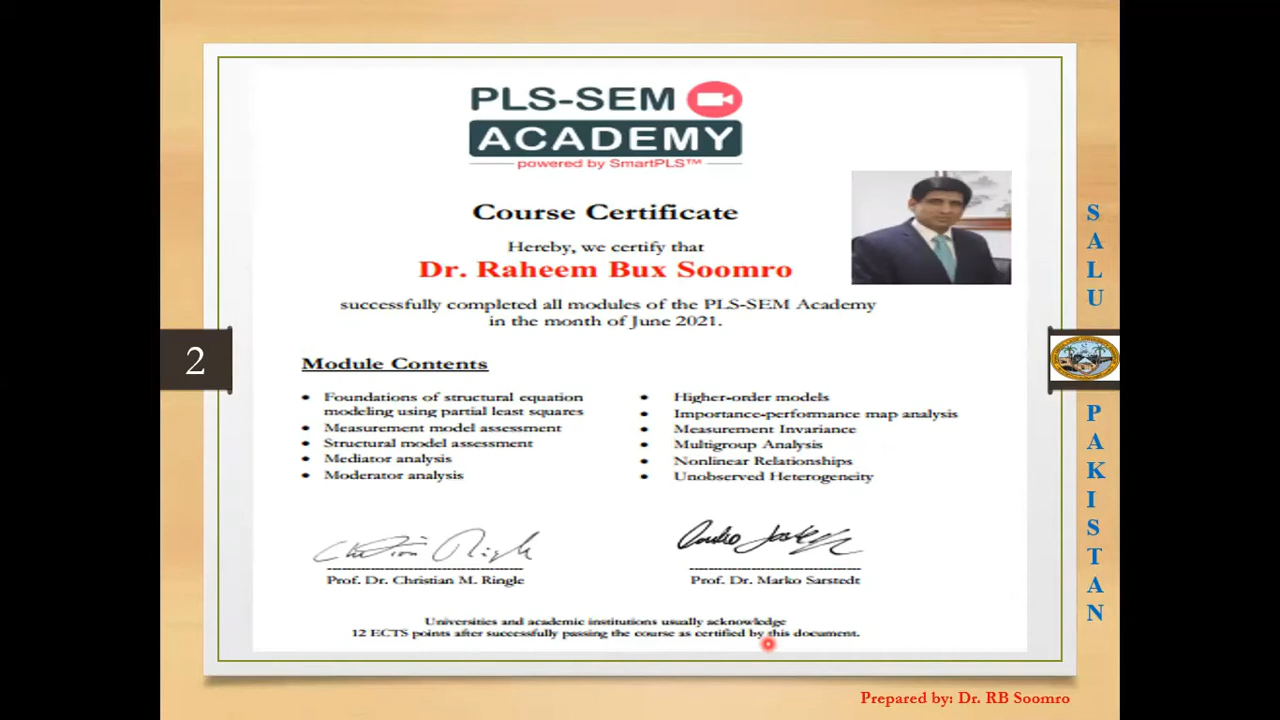 PLS-SEM
ACADEMY
powered by SmartPLS™
Course Certificate
Hereby, we certify that
Dr. Raheem Bux Soomro
successfully completed all modules of the PLS-SEM Academy
in the month of June 2021.
Module Contents
• Foundations of structural equation
modeling using partial least squares
• Measurement model assessment
• Structural model assessment
• Mediator analysis
• Moderator analysis
• Higher-order models
• Importance-performance map analysis
• Measurement Invariance
• Multigroup Analysis
• Nonlinear Relationships
• Unobserved Heterogeneity
Prof. Dr. Christian M. Ringle
Prof. Dr. Marko Sarstedt
Universities and academic institutions usually acknowledge
12 ECTS points after successfully passing the course as certified by this document.
2
SALU
PAKISTAN
Prepared by: Dr. RB Soomro